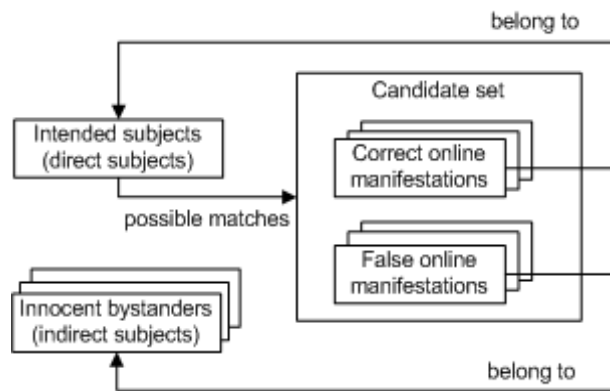 belong to
Candidate set
Intended subjects
(direct subjects)
Correct online
manifestations
possible matches
False online
manifestations
Innocent bystanders
(indirect subjects)
belong to